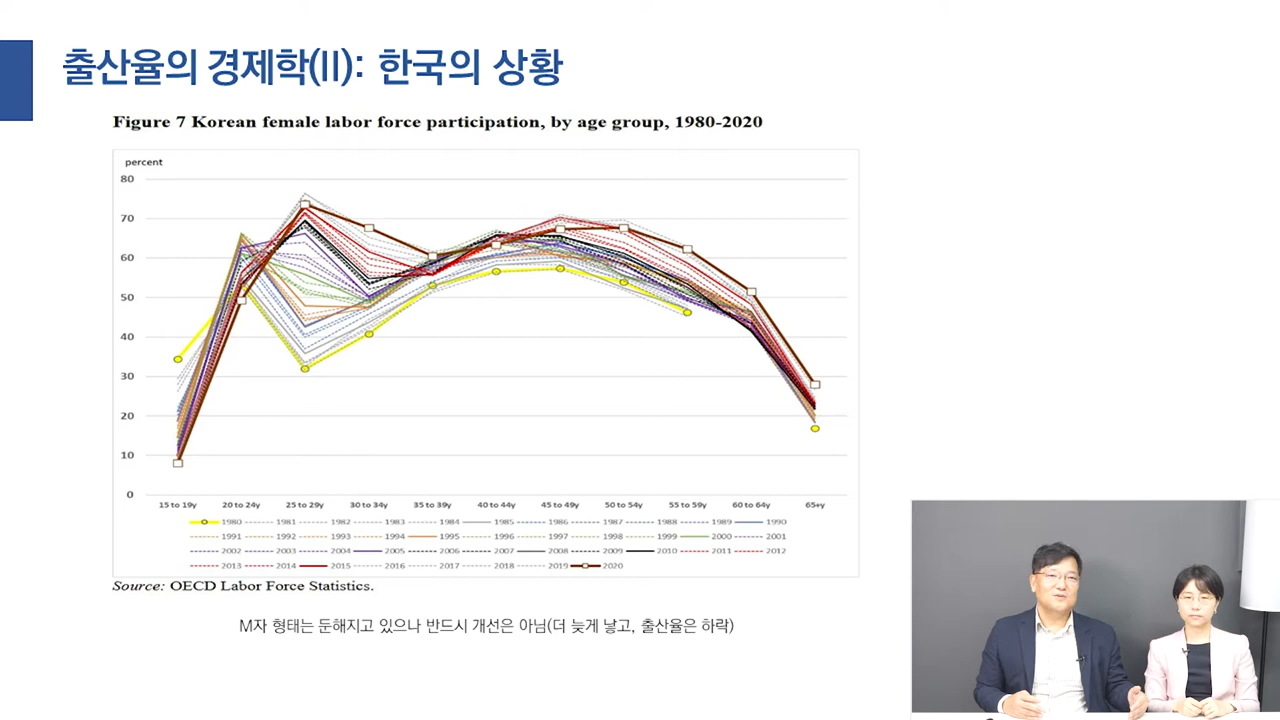 출산율의 경제학(II): 한국의 상황
Figure 7 Korean female labor force participation, by age group, 1980-2020
percent
80
70
60
50
40
30
20
10
0
15 to 19y 20 to 24y 25 to 29y 30 to 34y 35 to 39y 40 to 44y 45 to 49y 50 to 54y 55 to 59y 60 to 64y 65+y
1980 1981 1982 1983 1984 1985 1986 1987 1988 1989 1990
1991 1992 1993 1994 1995 1996 1997 1998 1999 2000 2001
2002 2003 2004 2005 2006 2007 2008 2009 2010 2011 2012
2013 2014 2015 2016 2017 2018 2019 2020
Source: OECD Labor Force Statistics.
M자 형태는 둔해지고 있으나 반드시 개선은 아님(더 늦게 낳고, 출산율은 하락)